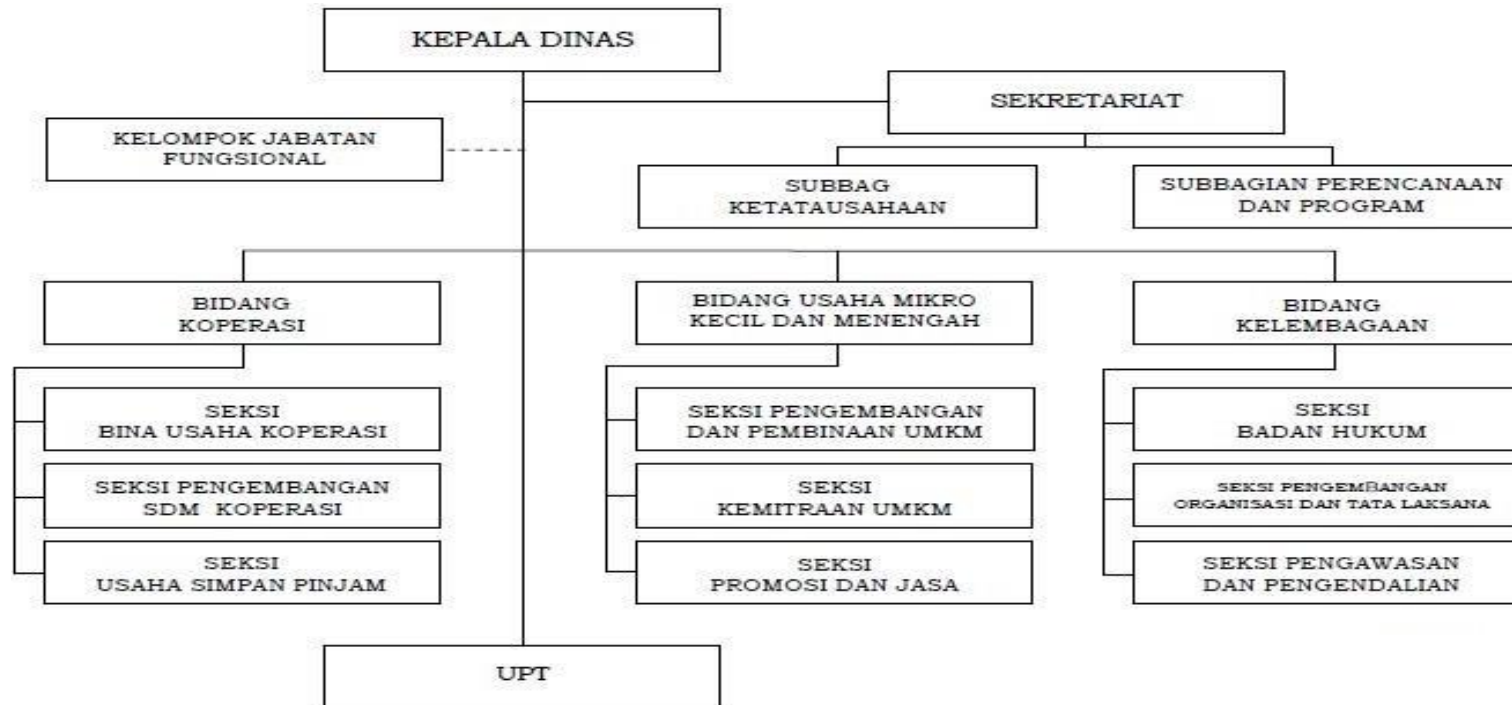 KEPALA DINAS
SEKRETARIAT
KELOMPOK JABATAN
FUNGSIONAL
SUBBAG
KETATAUSAHAAN
SUBBAGIAN PERENCANAAN
DAN PROGRAM
BIDANG
KOPERASI
BIDANG USAHA MIKRO
KECIL DAN MENENGAH
BIDANG
KELEMBAGAAN
SEKSI
BINA USAHA KOPERASI
SEKSI PENGEMBANGAN
SDM KOPERASI
SEKSI
USAHA SIMPAN PINJAM
SEKSI PENGEMBANGAN
DAN PEMBINAAN UMKM
SEKSI
KEMITRAAN UMKM
SEKSI
PROMOSI DAN JASA
SEKSI
BADAN HUKUM
SEKSI PENGEMBANGAN
ORGANISASI DAN TATA LAKSANA
SEKSI PENGAWASAN
DAN PENGENDALIAN
UPT